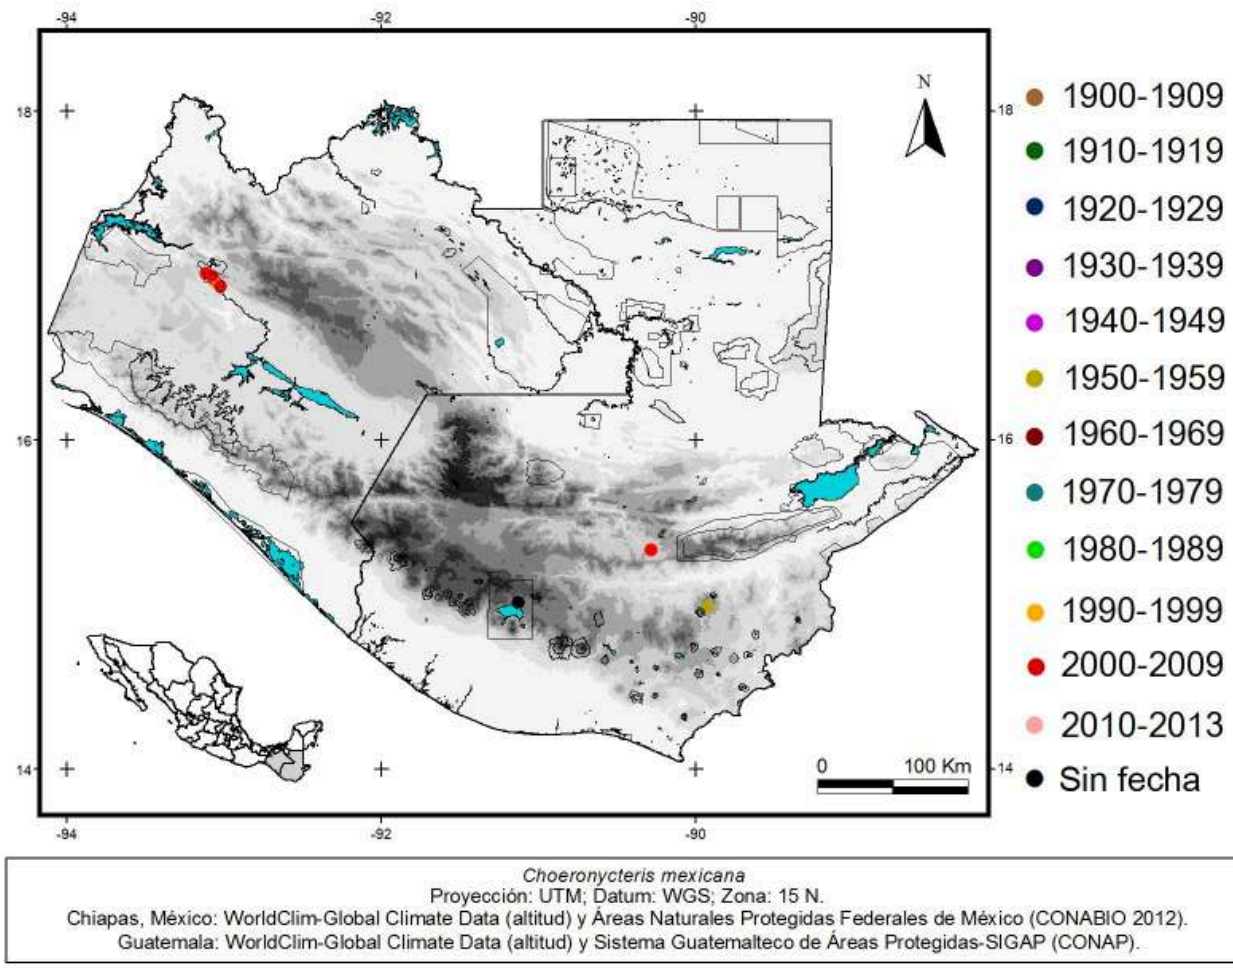 -94 -92 -90
N
18 18
16 16
14 14
0 100 Km
-94 -92 -90
1900-1909
1910-1919
1920-1929
1930-1939
1940-1949
1950-1959
1960-1969
1970-1979
1980-1989
1990-1999
2000-2009
2010-2013
Sin fecha
Choeronycteris mexicana
Proyección: UTM; Datum: WGS; Zona: 15 N.
Chiapas, México: WorldClim-Global Climate Data (altitud) y Áreas Naturales Protegidas Federales de México (CONABIO 2012).
Guatemala: WorldClim-Global Climate Data (altitud) y Sistema Guatemalteco de Áreas Protegidas-SIGAP (CONAP).